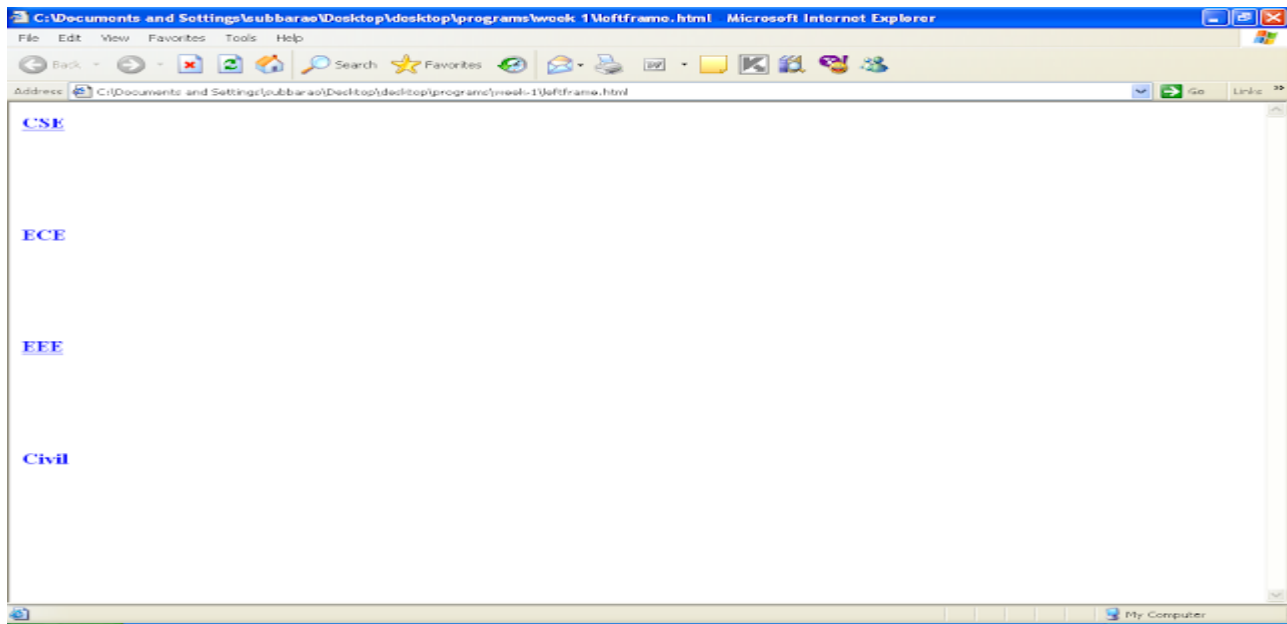 C:\Documents and Settings\subbarao\Desktop\desktop\programs\week-1\leftframe.html - Microsoft Internet Explorer
File Edit View Favorites Tools Help
Back Search Favorites
Address C:\Documents and Settings\subbarao\Desktop\desktop\programs\week-1\leftframe.html Go Links »
CSE
ECE
EEE
Civil
My Computer